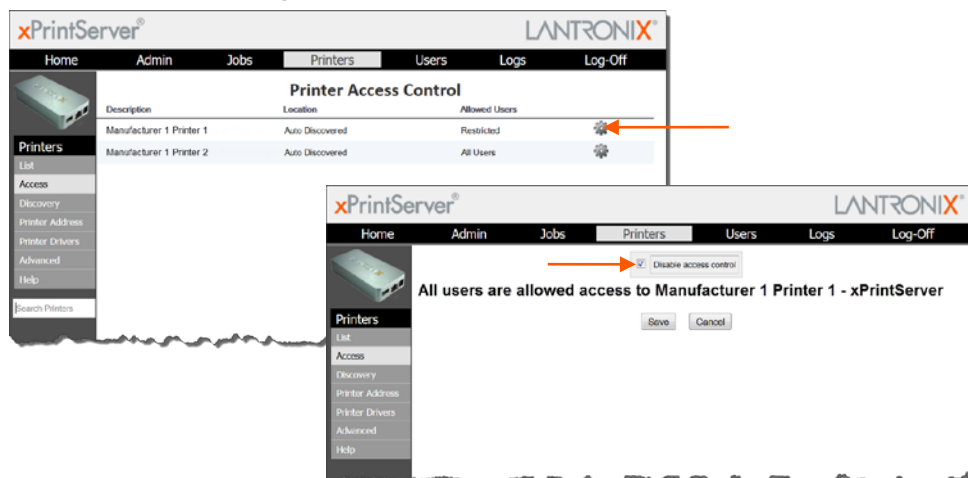 xPrintServer® LANTRONIX®
Home Admin Jobs Printers Users Logs Log-Off
Printer Access Control
Description Location Allowed Users
Manufacturer 1 Printer 1 Auto Discovered Restricted
Manufacturer 1 Printer 2 Auto Discovered All Users
Printers
List
Access
Discovery
Printer Address
Printer Drivers
Advanced
Help
Search Printers
xPrintServer® LANTRONIX®
Home Admin Jobs Printers Users Logs Log-Off
Disable access control
All users are allowed access to Manufacturer 1 Printer 1 - xPrintServer
Save Cancel
Printers
List
Access
Discovery
Printer Address
Printer Drivers
Advanced
Help